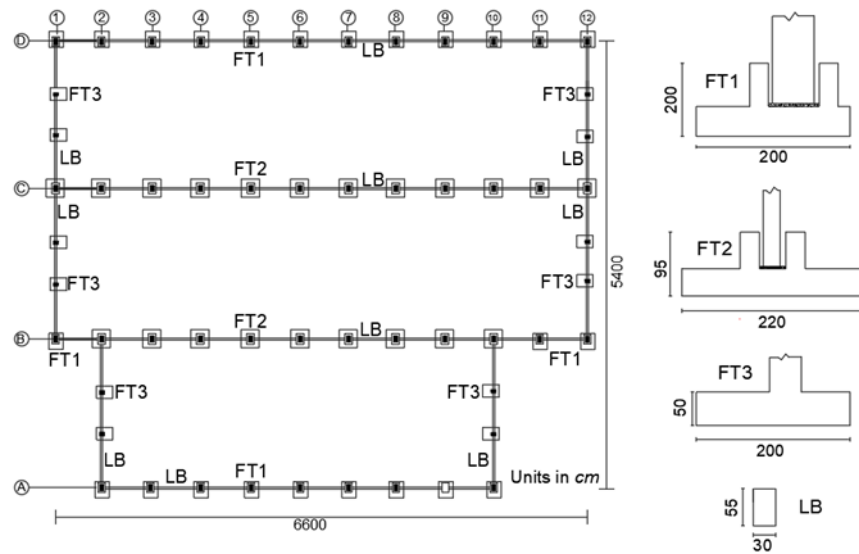 1 2 3 4 5 6 7 8 9 10 11 12
D
FT1 LB
FT3 FT3
LB LB
C
FT2 LB
LB LB
FT3 FT3
5400
B
FT2 LB
FT1 FT1
FT3 FT3
LB LB
LB FT1
A
Units in cm
6600
FT1
200
200
FT2
95
220
FT3
50
200
55 LB
30